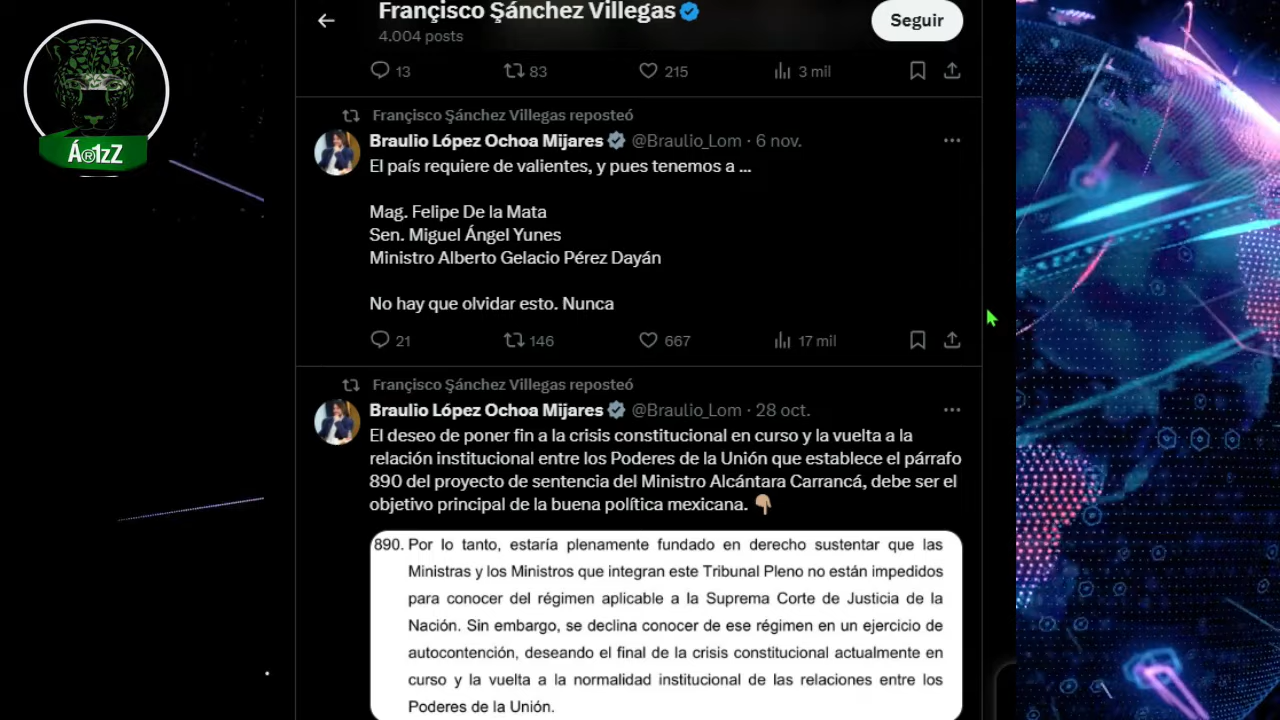 Françisco Şánchez Villegas
4.004 posts
Seguir
13 83 215 3 mil
Françisco Şánchez Villegas reposteó
Braulio López Ochoa Mijares @Braulio_Lom · 6 nov.
El país requiere de valientes, y pues tenemos a ...
Mag. Felipe De la Mata
Sen. Miguel Ángel Yunes
Ministro Alberto Gelacio Pérez Dayán
No hay que olvidar esto. Nunca
21 146 667 17 mil
Françisco Şánchez Villegas reposteó
Braulio López Ochoa Mijares @Braulio_Lom · 28 oct.
El deseo de poner fin a la crisis constitucional en curso y la vuelta a la
relación institucional entre los Poderes de la Unión que establece el párrafo
890 del proyecto de sentencia del Ministro Alcántara Carrancá, debe ser el
objetivo principal de la buena política mexicana. 👇🏼
890. Por lo tanto, estaría plenamente fundado en derecho sustentar que las
Ministras y los Ministros que integran este Tribunal Pleno no están impedidos
para conocer del régimen aplicable a la Suprema Corte de Justicia de la
Nación. Sin embargo, se declina conocer de ese régimen en un ejercicio de
autocontención, deseando el final de la crisis constitucional actualmente en
curso y la vuelta a la normalidad institucional de las relaciones entre los
Poderes de la Unión.
Á®1zZ